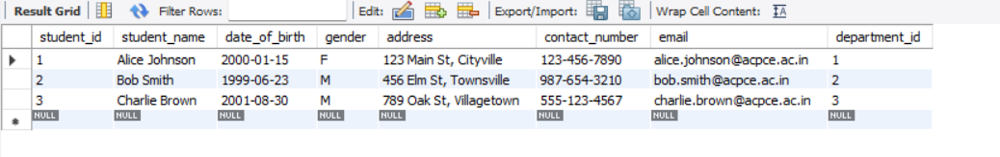 Result Grid Filter Rows: Edit: Export/Import: Wrap Cell Content: IA
student_id student_name date_of_birth gender address contact_number email department_id
1 Alice Johnson 2000-01-15 F 123 Main St, Cityville 123-456-7890 alice.johnson@acpce.ac.in 1
2 Bob Smith 1999-06-23 M 456 Elm St, Townsville 987-654-3210 bob.smith@acpce.ac.in 2
3 Charlie Brown 2001-08-30 M 789 Oak St, Villagetown 555-123-4567 charlie.brown@acpce.ac.in 3
NULL NULL NULL NULL NULL NULL NULL NULL